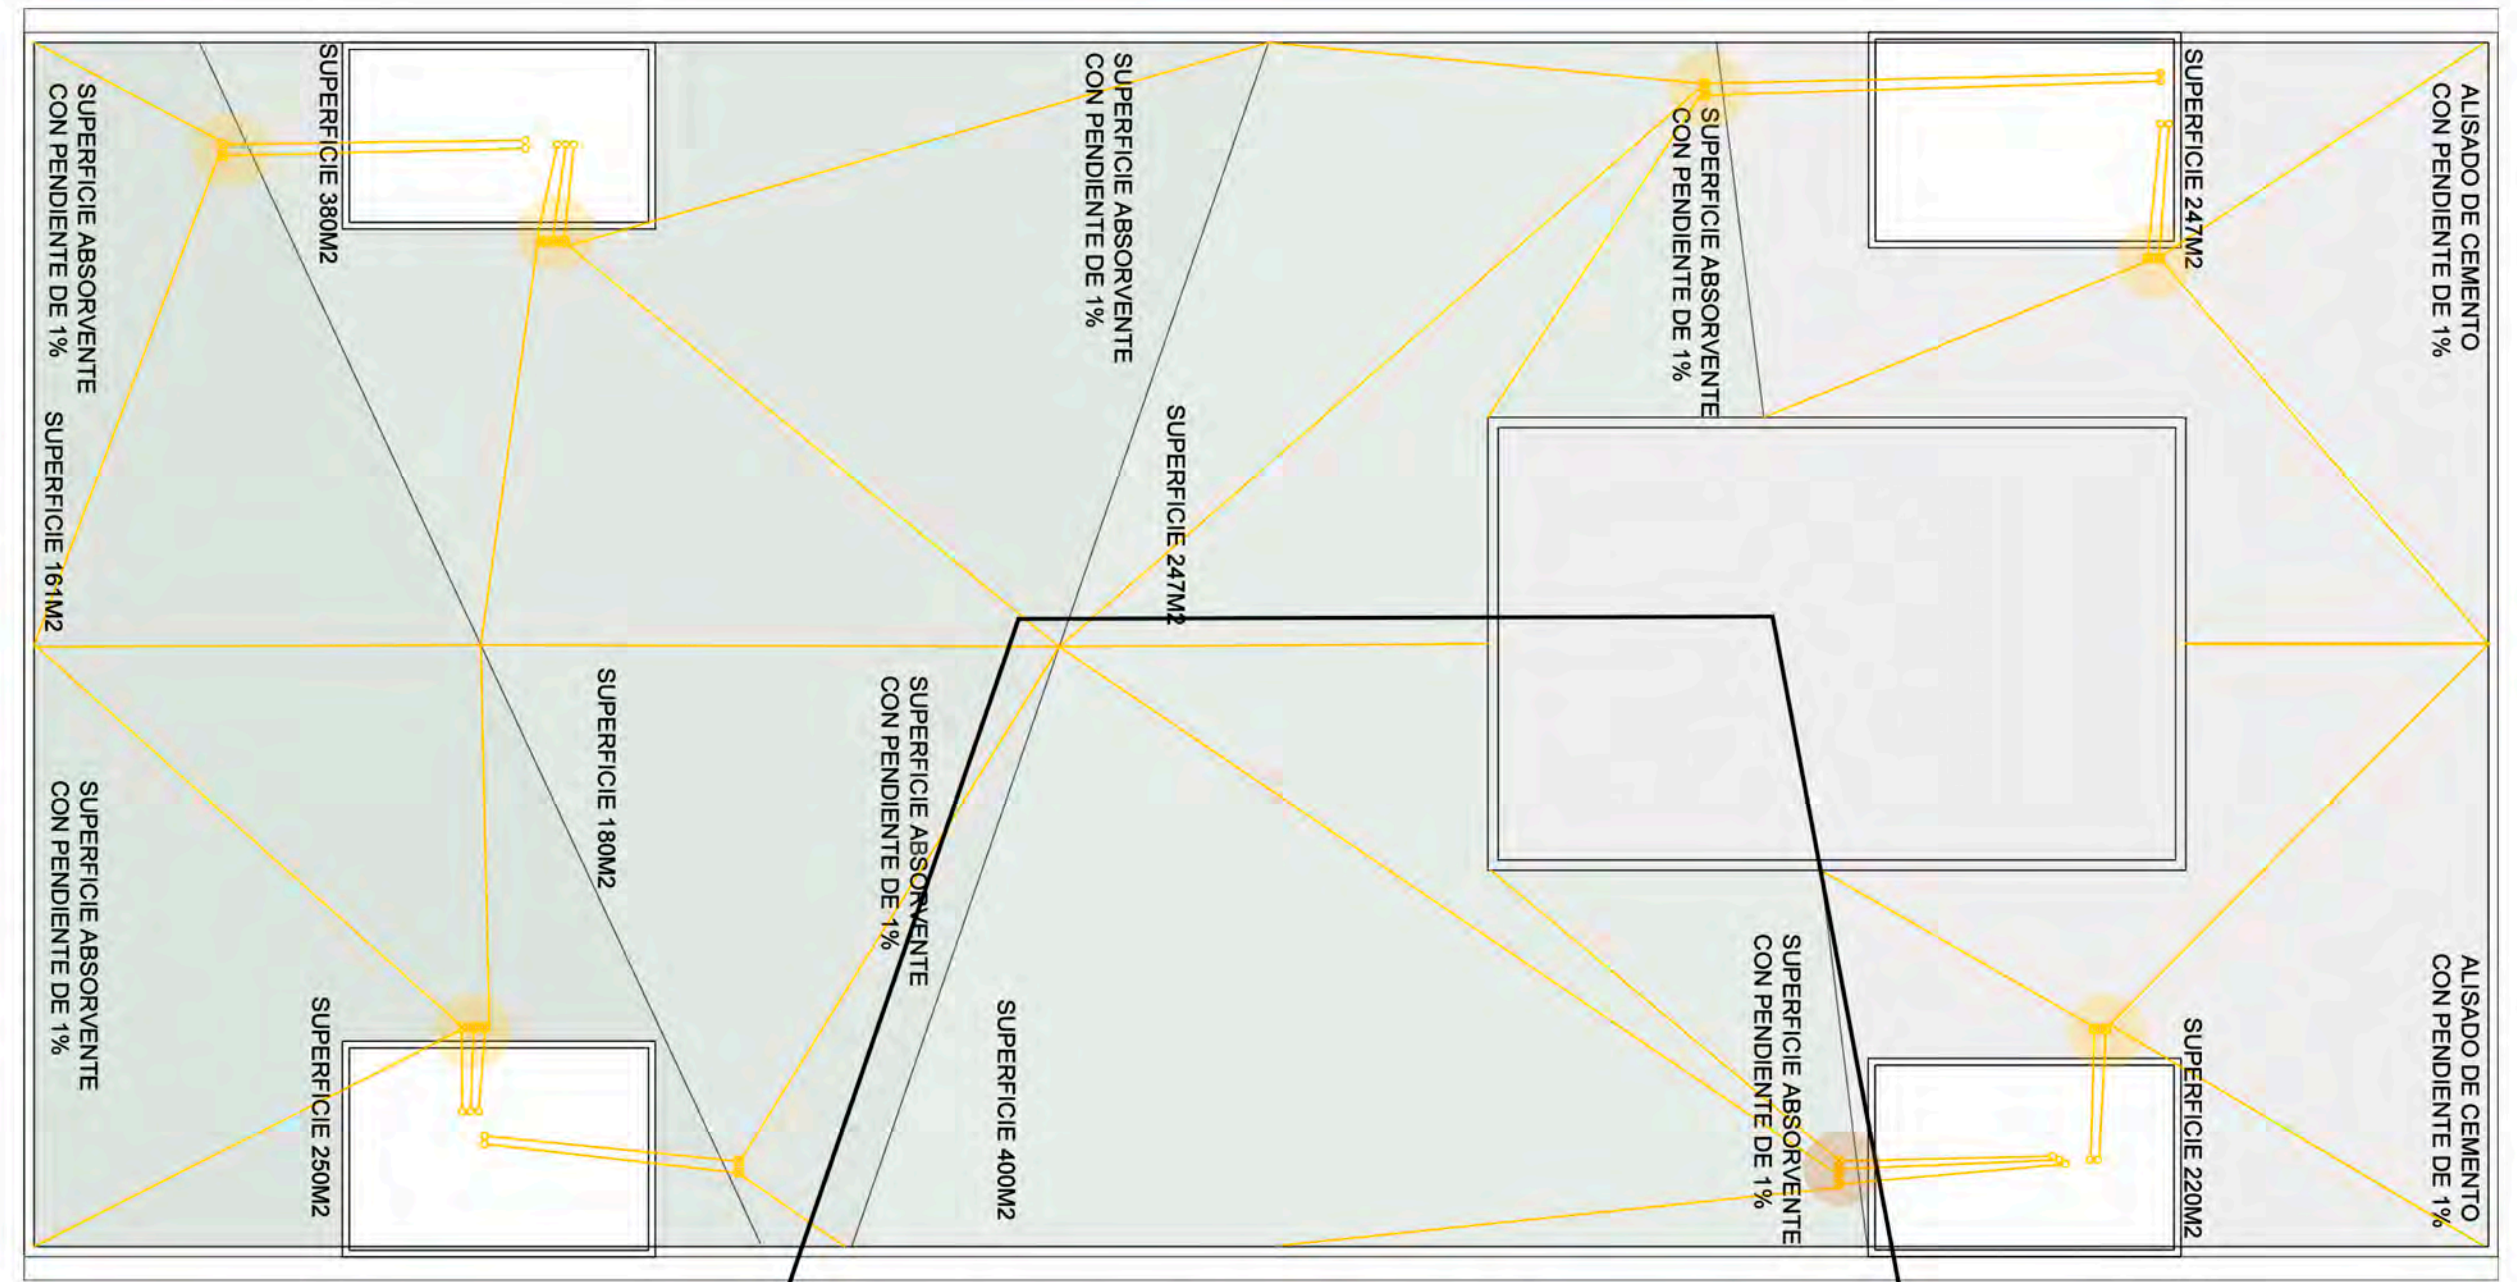 SUPERFICIE ABSORVENTE
CON PENDIENTE DE 1%
SUPERFICIE 161M2
SUPERFICIE 380M2
SUPERFICIE ABSORVENTE
CON PENDIENTE DE 1%
SUPERFICIE 247M2
SUPERFICIE ABSORVENTE
CON PENDIENTE DE 1%
SUPERFICIE 247M2
ALISADO DE CEMENTO
CON PENDIENTE DE 1%
SUPERFICIE ABSORVENTE
CON PENDIENTE DE 1%
SUPERFICIE 250M2
SUPERFICIE 180M2
SUPERFICIE ABSORVENTE
CON PENDIENTE DE 1%
SUPERFICIE 400M2
SUPERFICIE ABSORVENTE
CON PENDIENTE DE 1%
SUPERFICIE 220M2
ALISADO DE CEMENTO
CON PENDIENTE DE 1%